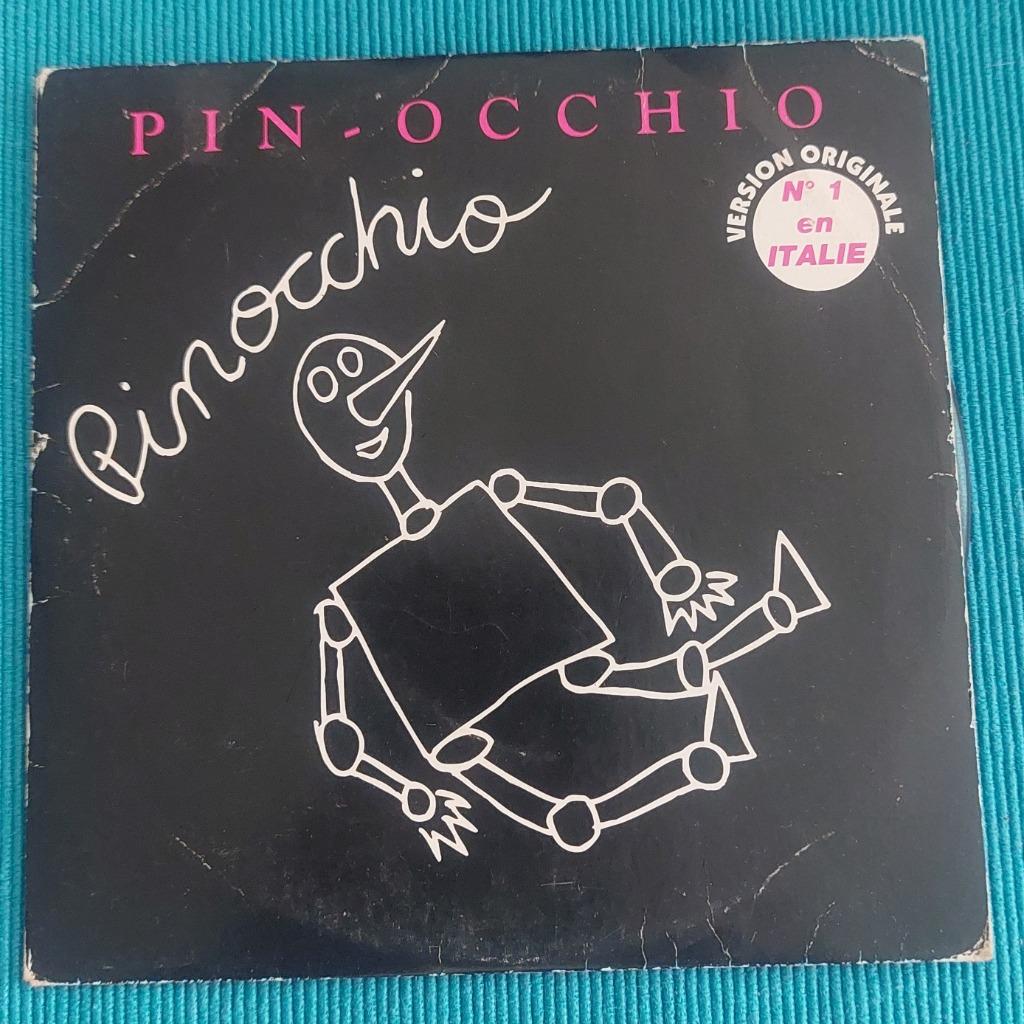 PIN-OCCHIO
Pinocchio
VERSION ORIGINALE
N° 1
en
ITALIE